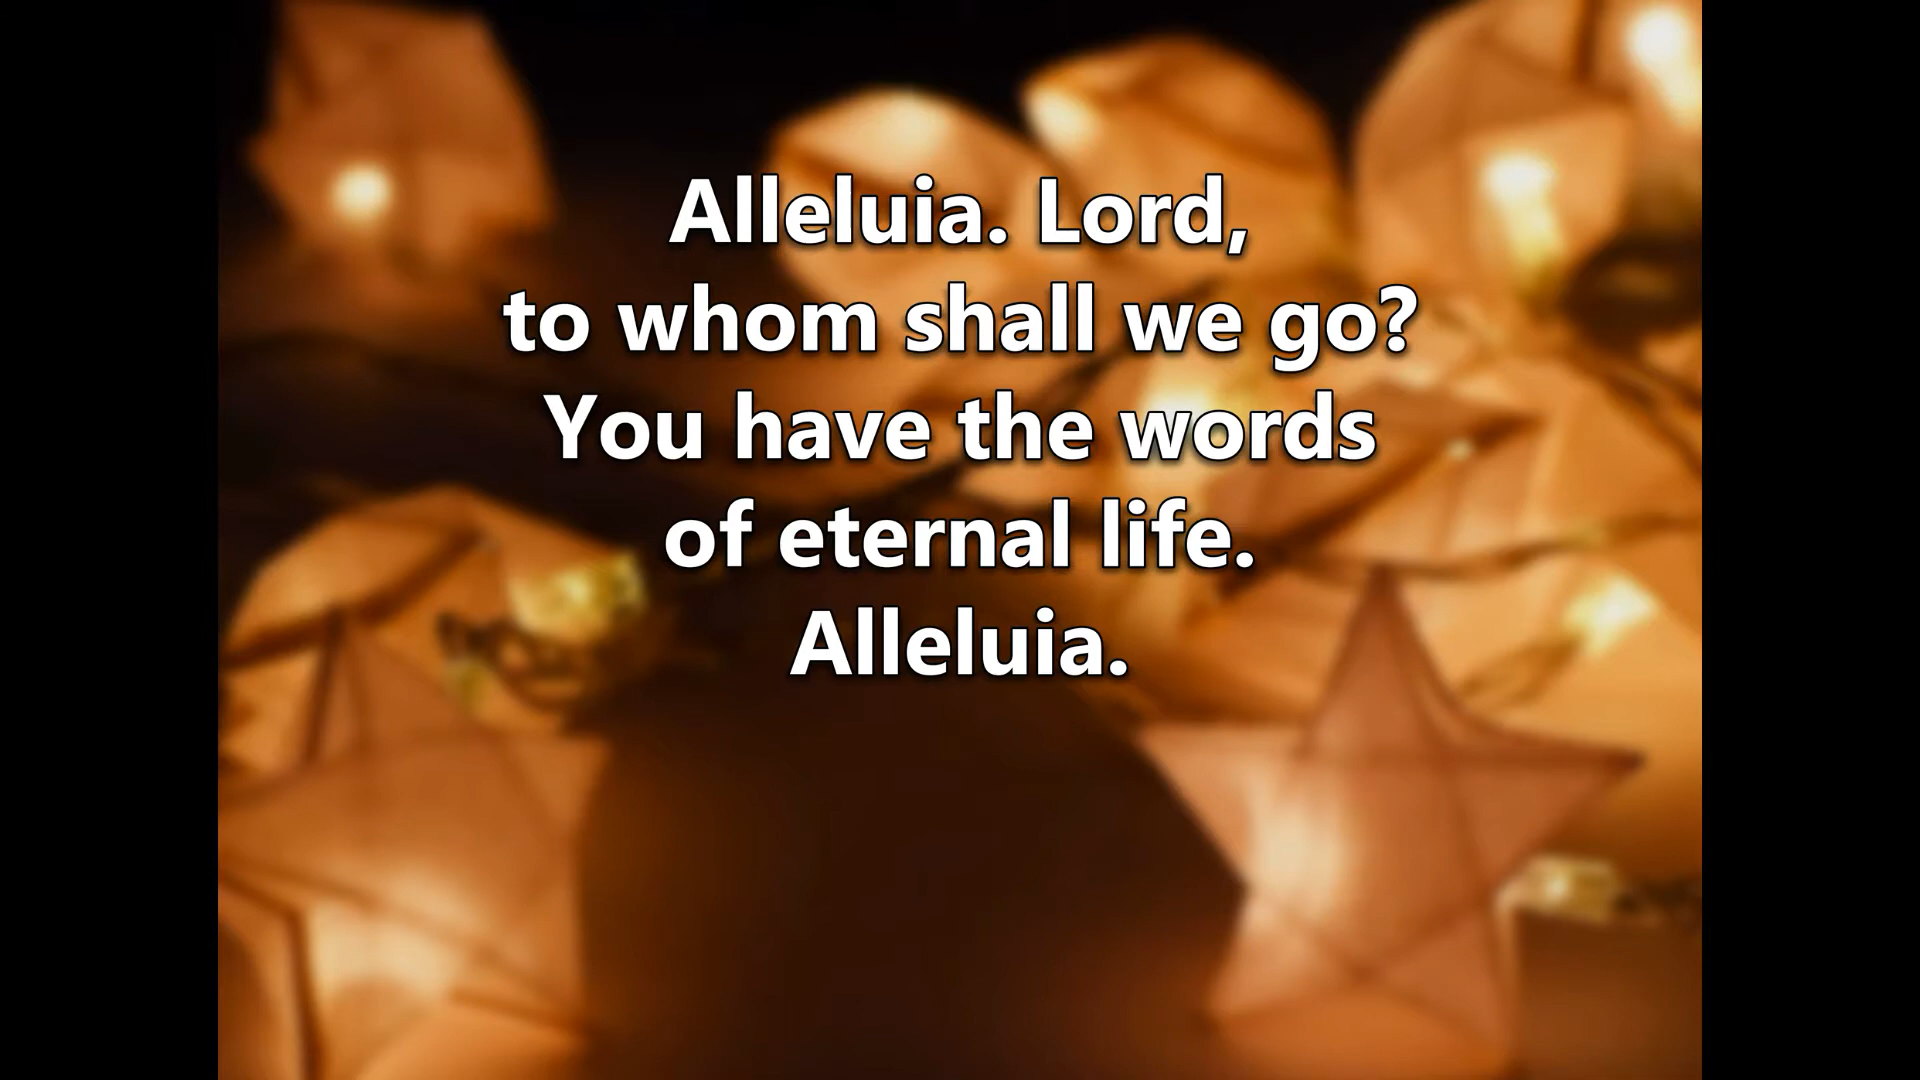 Alleluia. Lord,
to whom shall we go?
You have the words
of eternal life.
Alleluia.